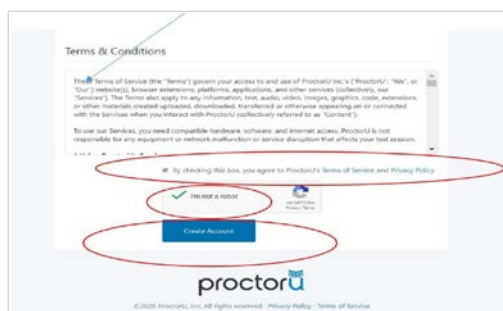 Terms & Conditions
These Terms of Service (the "Terms") govern your access to and use of ProctorU Inc.'s ("ProctorU", "We", or
"Our") website(s), browser extensions, platforms, applications, and other services (collectively, our
"Services"). The Terms also apply to any information, text, audio, video, images, graphics, code, extensions,
or other materials created uploaded, downloaded, transferred or otherwise appearing on or connected
with the Services when you interact with ProctorU (collectively referred to as "Content").
To use our Services, you need compatible hardware, software, and internet access. ProctorU is not
responsible for any equipment or network malfunction or service disruption that affects your test session.
By checking this box, you agree to ProctorU's Terms of Service and Privacy Policy
I'm not a robot
reCAPTCHA
Privacy - Terms
Create Account
proctoru
©2020 ProctorU, Inc. All rights reserved · Privacy Policy · Terms of Service